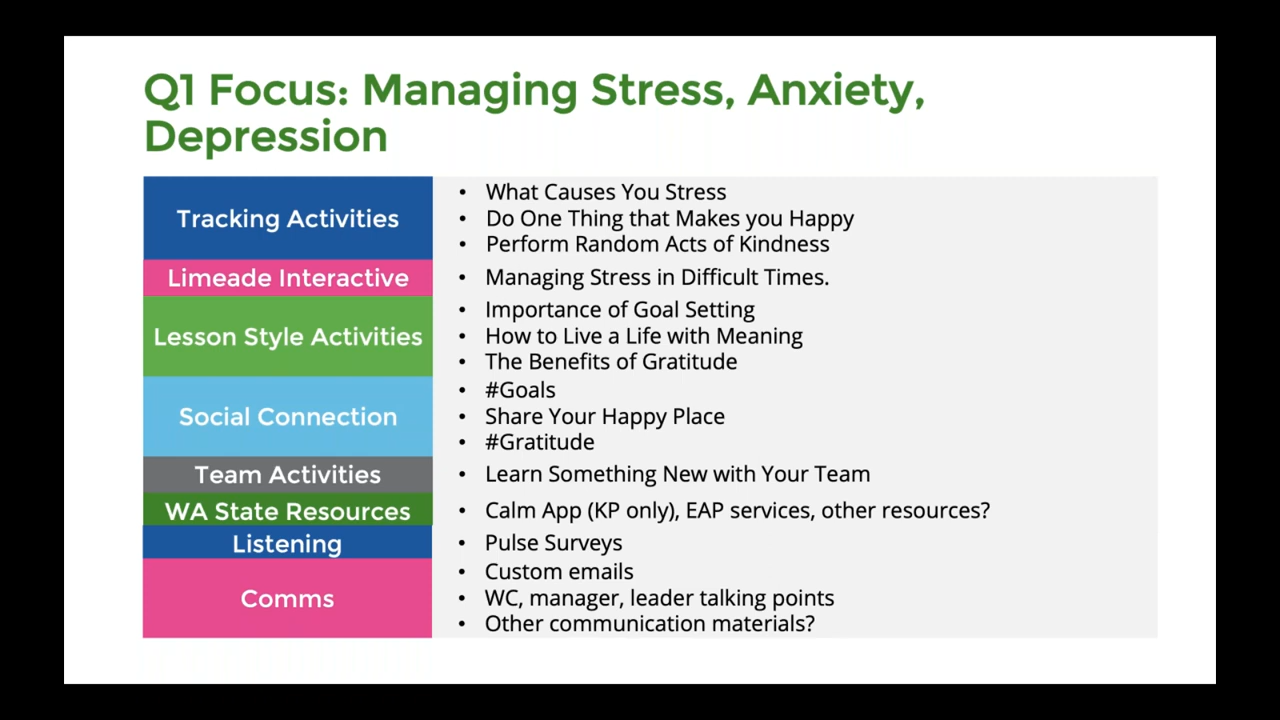 Q1 Focus: Managing Stress, Anxiety,
Depression
Tracking Activities
• What Causes You Stress
• Do One Thing that Makes you Happy
• Perform Random Acts of Kindness
Limeade Interactive
• Managing Stress in Difficult Times.
Lesson Style Activities
• Importance of Goal Setting
• How to Live a Life with Meaning
• The Benefits of Gratitude
Social Connection
• #Goals
• Share Your Happy Place
• #Gratitude
Team Activities
• Learn Something New with Your Team
WA State Resources
• Calm App (KP only), EAP services, other resources?
Listening
• Pulse Surveys
Comms
• Custom emails
• WC, manager, leader talking points
• Other communication materials?